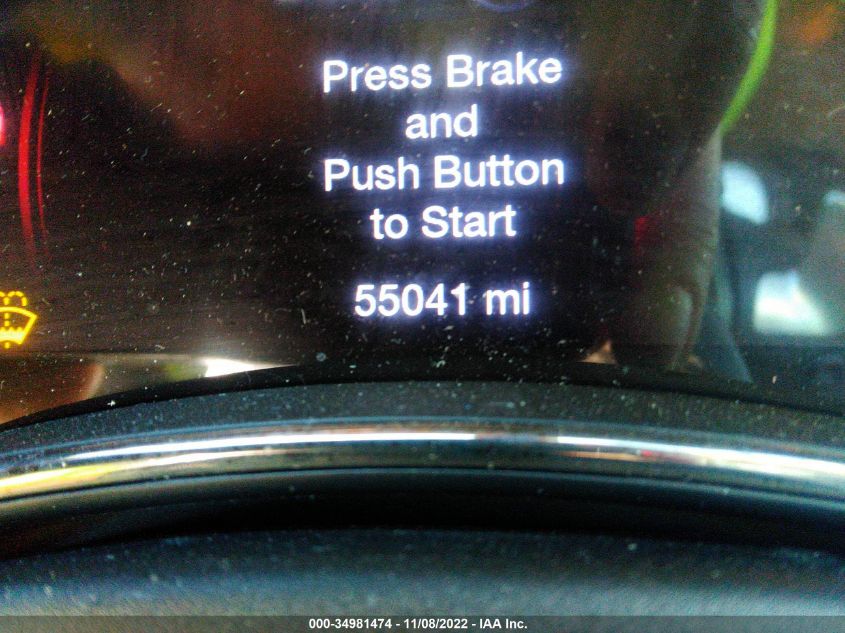 Press Brake
and
Push Button
to Start
55041 mi
000-34981474 - 11/08/2022 - IAA Inc.